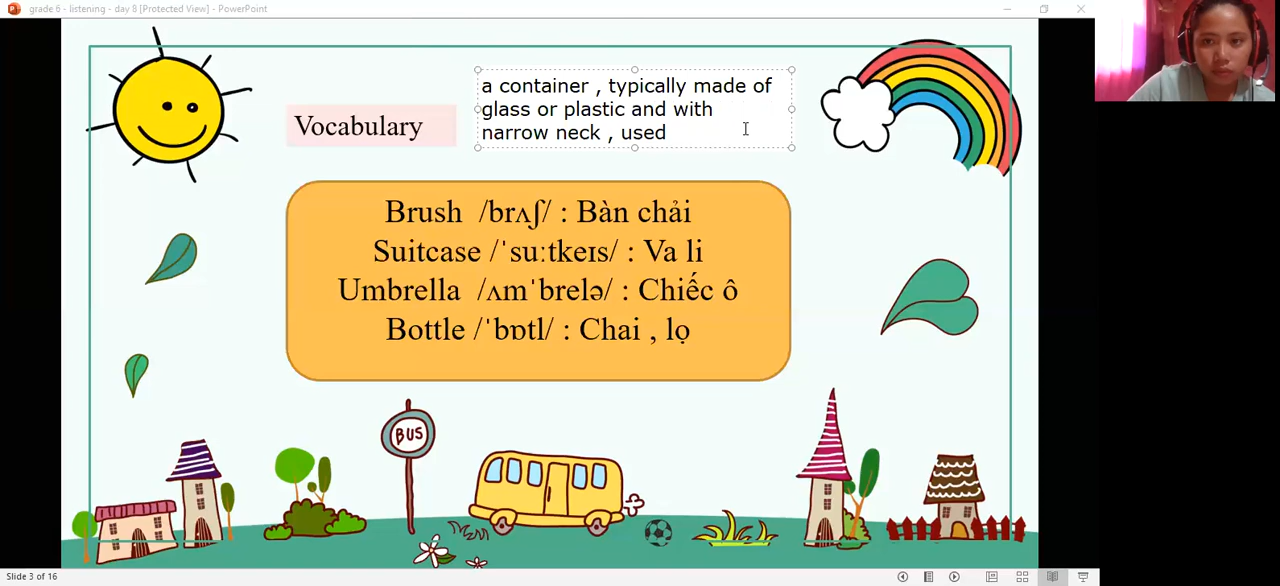 grade 6 - listening - day 8 [Protected View] - PowerPoint
a container , typically made of
glass or plastic and with
narrow neck , used
Vocabulary
Brush /brʌʃ/ : Bàn chải
Suitcase /ˈsuːtkeɪs/ : Va li
Umbrella /ʌmˈbrelə/ : Chiếc ô
Bottle /ˈbɒtl/ : Chai , lọ
BUS
Slide 3 of 16